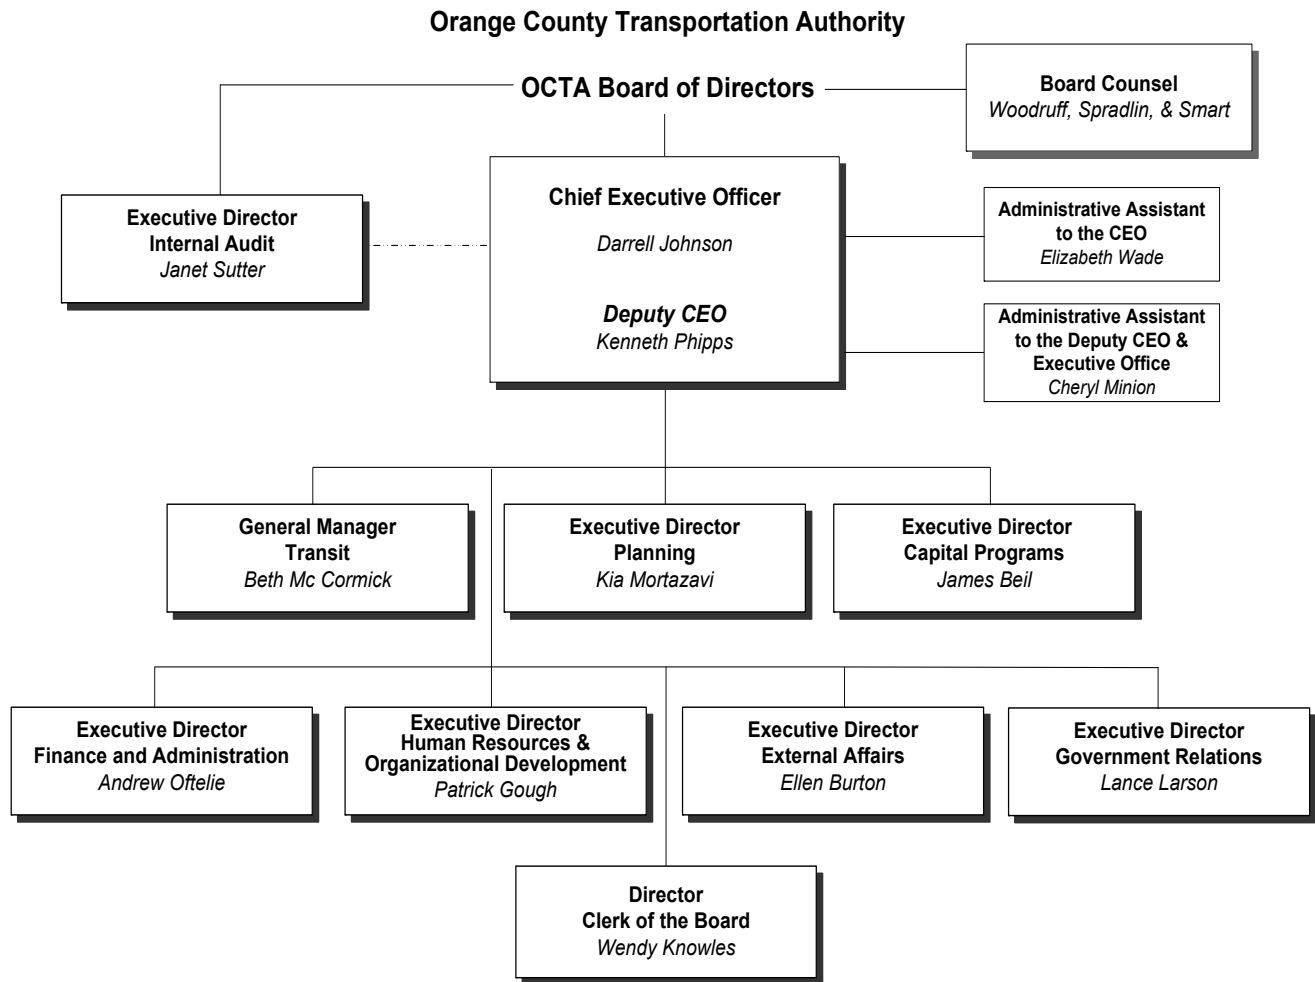 Orange County Transportation Authority
OCTA Board of Directors
Board Counsel
Woodruff, Spradlin, & Smart
Chief Executive Officer
Darrell Johnson
Deputy CEO
Kenneth Phipps
Executive Director
Internal Audit
Janet Sutter
Administrative Assistant
to the CEO
Elizabeth Wade
Administrative Assistant
to the Deputy CEO &
Executive Office
Cheryl Minion
General Manager
Transit
Beth Mc Cormick
Executive Director
Planning
Kia Mortazavi
Executive Director
Capital Programs
James Beil
Executive Director
Finance and Administration
Andrew Oftelie
Executive Director
Human Resources &
Organizational Development
Patrick Gough
Executive Director
External Affairs
Ellen Burton
Executive Director
Government Relations
Lance Larson
Director
Clerk of the Board
Wendy Knowles